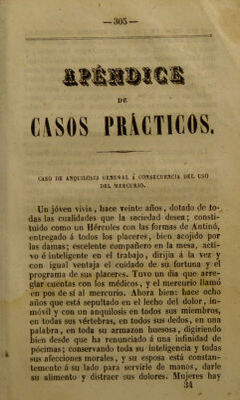 — 305 —
APÉNDICE
DE
CASOS PRÁCTICOS.
CASO DE ANQUILOSIS GENERAL Á CONSECUENCIA DEL USO
DEL MERCURIO.
Un jóven vivia, hace veinte años, dotado de to-
das las cualidades que la sociedad desea; consti-
tuido como un Hércules con las formas de Antinó,
entregado á todos los placeres, bien acojido por
las damas; escelente compañero en la mesa, acti-
vo é inteligente en el trabajo, dirijia á la vez y
con igual ventaja el cuidado de su fortuna y el
programa de sus placeres. Tuvo un dia que arre-
glar cuentas con los médicos, y el mercurio llamó
en pos de sí al mercurio. Ahora bien: hace ocho
años que está sepultado en el lecho del dolor, in-
móvil y con un anquilosis en todos sus miembros,
en todas sus vértebras, en todos sus dedos, en una
palabra, en toda su armazon huesosa, digiriendo
bien desde que ha renunciado á una infinidad de
pócimas; conservando toda su inteligencia y todas
sus afecciones morales, y su esposa está constan-
temente á su lado para servirle de manos, darle
su alimento y distraer sus dolores. Mujeres hay
34